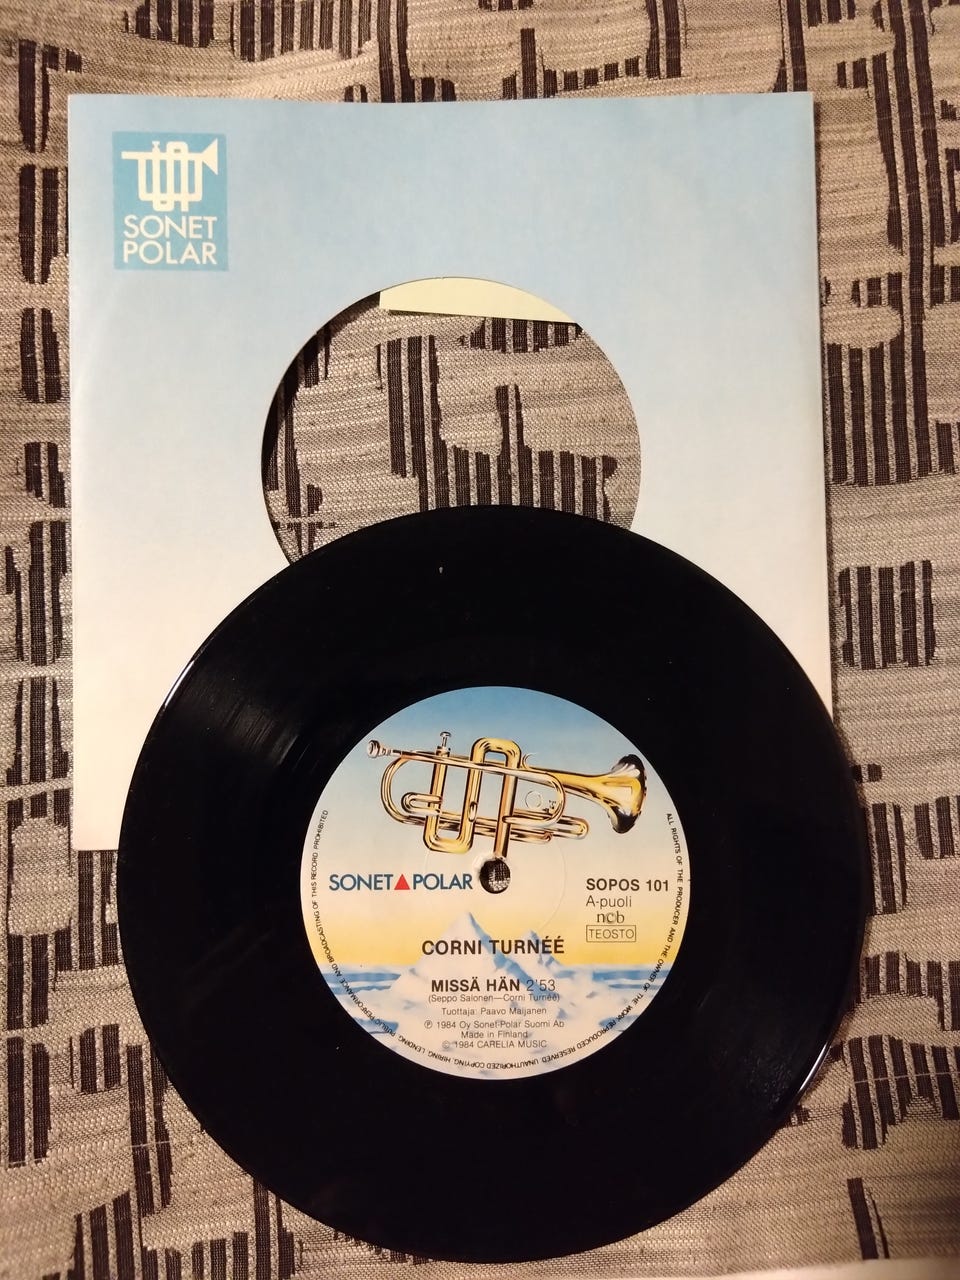 SONET
POLAR
SONET▲POLAR
SOPOS 101
A-puoli
ncb
TEOSTO
CORNI TURNÉÉ
MISSÄ HÄN 2'53
(Seppo Salonen—Corni Turnéé)
Tuottaja: Paavo Maijanen
℗ 1984 Oy Sonet-Polar Suomi Ab
Made in Finland
© 1984 CARELIA MUSIC
ALL RIGHTS OF THE PRODUCER AND THE OWNER OF THE WORK REPRODUCED RESERVED. UNAUTHORIZED COPYING, HIRING, LENDING, PUBLIC PERFORMANCE AND BROADCASTING OF THIS RECORD PROHIBITED